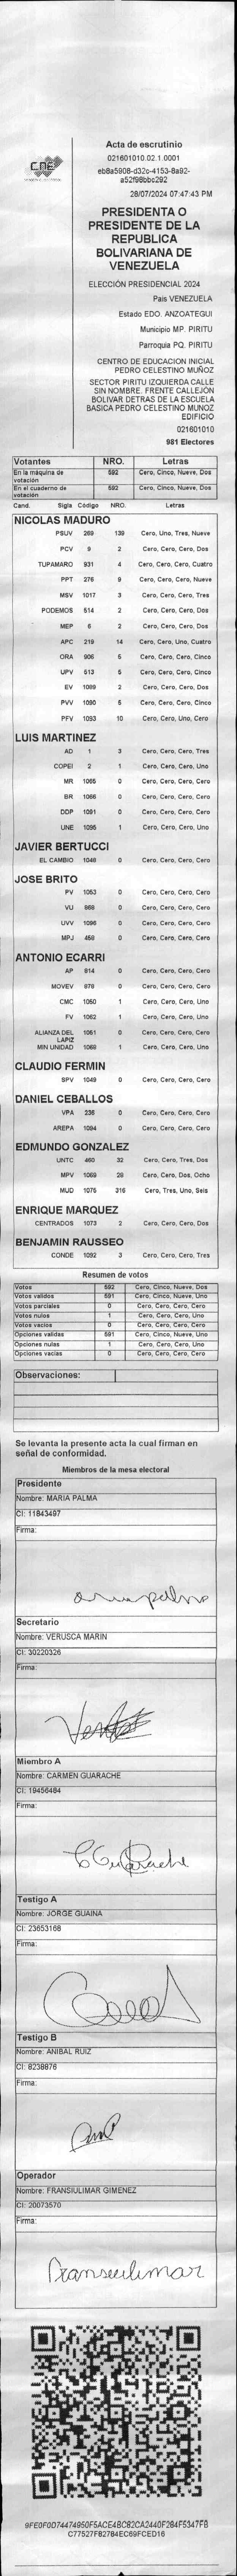 CNE
Acta de escrutinio
021601010.02.1.0001
eb8a5908-d32c-4153-8a92-
a52f98bbc292
28/07/2024 07:47:43 PM
PRESIDENTA O
PRESIDENTE DE LA
REPUBLICA
BOLIVARIANA DE
VENEZUELA
ELECCIÓN PRESIDENCIAL 2024
Pais VENEZUELA
Estado EDO. ANZOATEGUI
Municipio MP. PIRITU
Parroquia PQ. PIRITU
CENTRO DE EDUCACION INICIAL
PEDRO CELESTINO MUÑOZ
SECTOR PIRITU IZQUIERDA CALLE
SIN NOMBRE. FRENTE CALLEJÓN
BOLIVAR DETRAS DE LA ESCUELA
BASICA PEDRO CELESTINO MUNOZ
EDIFICIO
021601010
981 Electores
Votantes NRO. Letras
En la máquina de votación 592 Cero, Cinco, Nueve, Dos
En el cuaderno de votación 592 Cero, Cinco, Nueve, Dos
Cand. Sigla Código NRO. Letras
NICOLAS MADURO
PSUV 269 139 Cero, Uno, Tres, Nueve
PCV 9 2 Cero, Cero, Cero, Dos
TUPAMARO 931 4 Cero, Cero, Cero, Cuatro
PPT 276 9 Cero, Cero, Cero, Nueve
MSV 1017 3 Cero, Cero, Cero, Tres
PODEMOS 514 2 Cero, Cero, Cero, Dos
MEP 6 2 Cero, Cero, Cero, Dos
APC 219 14 Cero, Cero, Uno, Cuatro
ORA 906 5 Cero, Cero, Cero, Cinco
UPV 513 5 Cero, Cero, Cero, Cinco
EV 1089 2 Cero, Cero, Cero, Dos
PVV 1090 5 Cero, Cero, Cero, Cinco
PFV 1093 10 Cero, Cero, Uno, Cero
LUIS MARTINEZ
AD 1 3 Cero, Cero, Cero, Tres
COPEI 2 1 Cero, Cero, Cero, Uno
MR 1065 0 Cero, Cero, Cero, Cero
BR 1066 0 Cero, Cero, Cero, Cero
DDP 1091 0 Cero, Cero, Cero, Cero
UNE 1095 1 Cero, Cero, Cero, Uno
JAVIER BERTUCCI
EL CAMBIO 1046 0 Cero, Cero, Cero, Cero
JOSE BRITO
PV 1053 0 Cero, Cero, Cero, Cero
VU 868 0 Cero, Cero, Cero, Cero
UVV 1096 0 Cero, Cero, Cero, Cero
MPJ 458 0 Cero, Cero, Cero, Cero
ANTONIO ECARRI
AP 814 0 Cero, Cero, Cero, Cero
MOVEV 878 0 Cero, Cero, Cero, Cero
CMC 1050 1 Cero, Cero, Cero, Uno
FV 1062 1 Cero, Cero, Cero, Uno
ALIANZA DEL LAPIZ 1051 0 Cero, Cero, Cero, Cero
MIN UNIDAD 1068 1 Cero, Cero, Cero, Uno
CLAUDIO FERMIN
SPV 1049 0 Cero, Cero, Cero, Cero
DANIEL CEBALLOS
VPA 236 0 Cero, Cero, Cero, Cero
AREPA 1094 0 Cero, Cero, Cero, Cero
EDMUNDO GONZALEZ
UNTC 460 32 Cero, Cero, Tres, Dos
MPV 1069 28 Cero, Cero, Dos, Ocho
MUD 1075 316 Cero, Tres, Uno, Seis
ENRIQUE MARQUEZ
CENTRADOS 1073 2 Cero, Cero, Cero, Dos
BENJAMIN RAUSSEO
CONDE 1092 3 Cero, Cero, Cero, Tres
Resumen de votos
Votos 592 Cero, Cinco, Nueve, Dos
Votos validos 591 Cero, Cinco, Nueve, Uno
Votos parciales 0 Cero, Cero, Cero, Cero
Votos nulos 1 Cero, Cero, Cero, Uno
Votos vacios 0 Cero, Cero, Cero, Cero
Opciones validas 591 Cero, Cinco, Nueve, Uno
Opciones nulas 1 Cero, Cero, Cero, Uno
Opciones vacias 0 Cero, Cero, Cero, Cero
Observaciones:
Se levanta la presente acta la cual firman en
señal de conformidad.
Miembros de la mesa electoral
Presidente
Nombre: MARIA PALMA
CI: 11843497
Firma:
Secretario
Nombre: VERUSCA MARIN
CI: 30220326
Firma:
Miembro A
Nombre: CARMEN GUARACHE
CI: 19456484
Firma:
Testigo A
Nombre: JORGE GUAINA
CI: 23653168
Firma:
Testigo B
Nombre: ANIBAL RUIZ
CI: 8238876
Firma:
Operador
Nombre: FRANSIULIMAR GIMENEZ
CI: 20073570
Firma:
Fransiulimar
9FE0F0D74474950F5ACE4BC82CA2440F284F5347FB
C77527F82784EC69FCED16